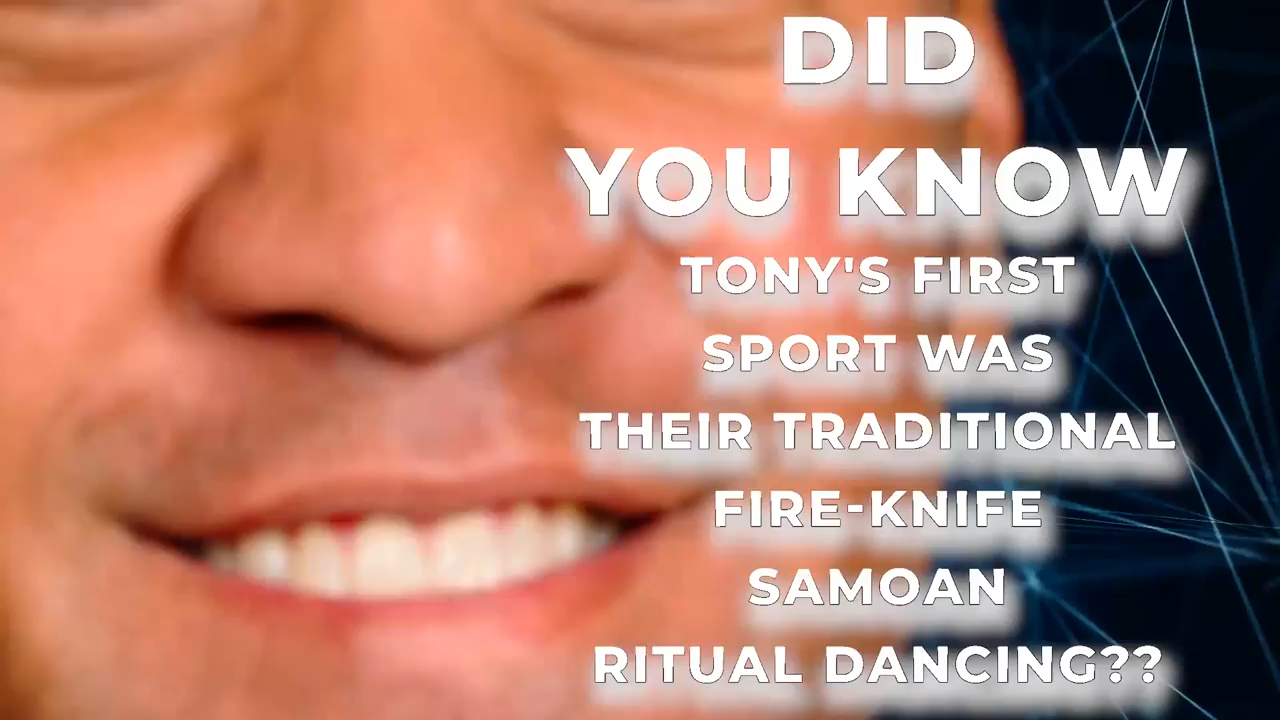 DID
YOU KNOW
TONY'S FIRST
SPORT WAS
THEIR TRADITIONAL
FIRE-KNIFE
SAMOAN
RITUAL DANCING??